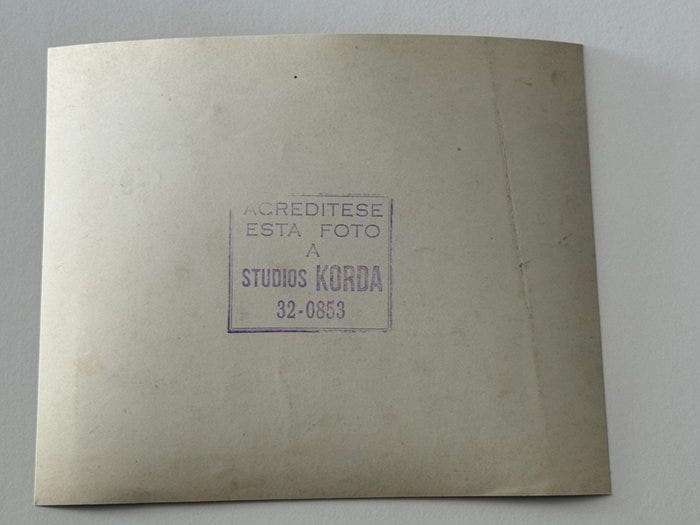 ACREDITESE
ESTA FOTO
A
STUDIOS KORDA
32-0853